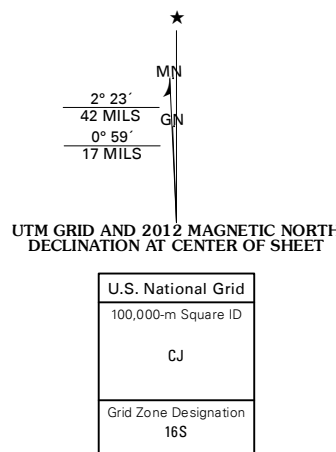 MN
2° 23´
42 MILS
GN
0° 59´
17 MILS
UTM GRID AND 2012 MAGNETIC NORTH
DECLINATION AT CENTER OF SHEET
U.S. National Grid
100,000-m Square ID
CJ
Grid Zone Designation
16S